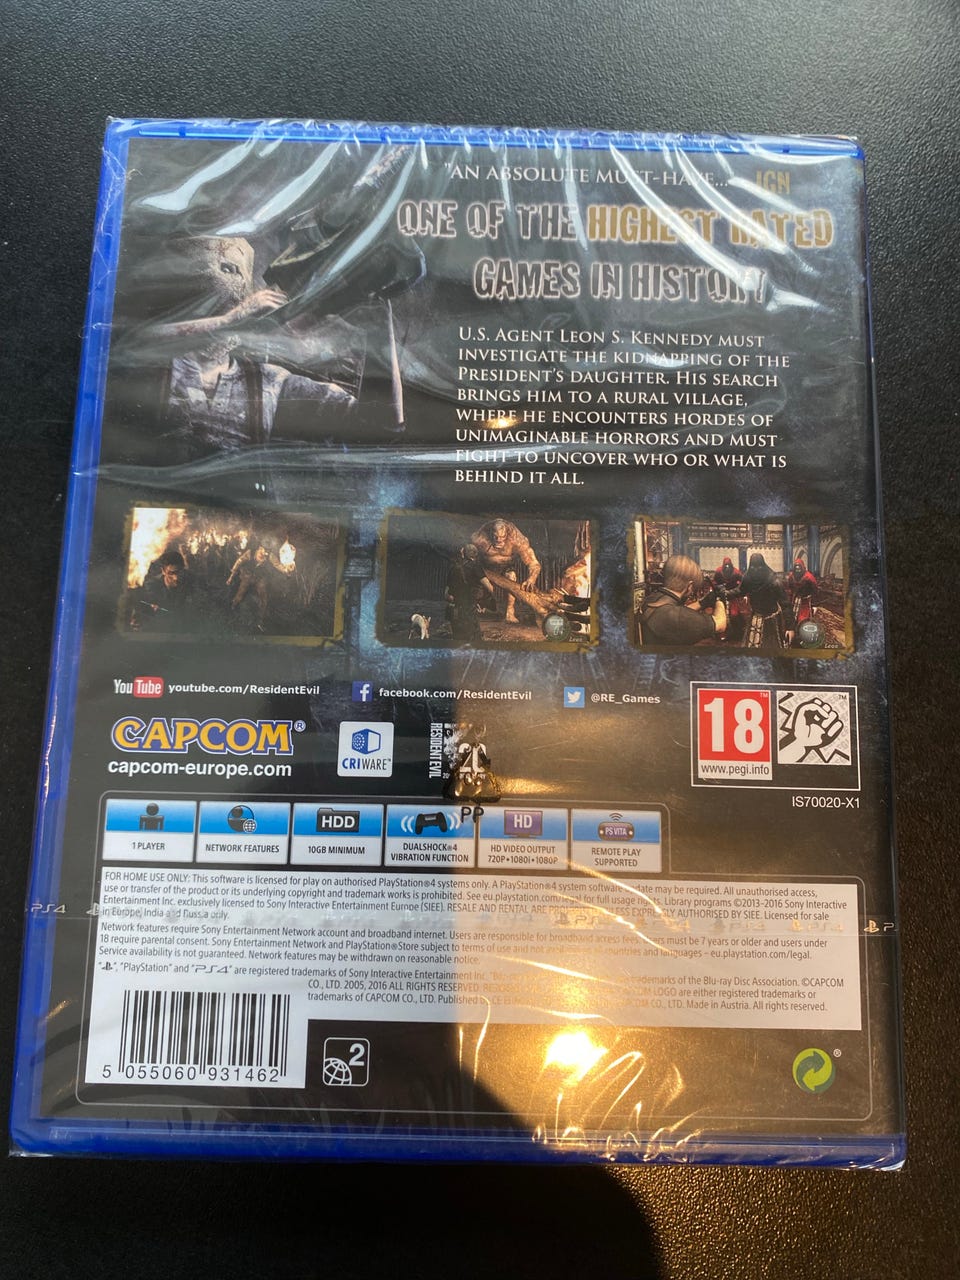 "AN ABSOLUTE MUST-HAVE..." IGN
ONE OF THE HIGHEST RATED
GAMES IN HISTORY
U.S. AGENT LEON S. KENNEDY MUST
INVESTIGATE THE KIDNAPPING OF THE
PRESIDENT'S DAUGHTER. HIS SEARCH
BRINGS HIM TO A RURAL VILLAGE,
WHERE HE ENCOUNTERS HORDES OF
UNIMAGINABLE HORRORS AND MUST
FIGHT TO UNCOVER WHO OR WHAT IS
BEHIND IT ALL.
Leon
Leon
You Tube youtube.com/ResidentEvil
f facebook.com/ResidentEvil
@RE_Games
CAPCOM®
capcom-europe.com
CRIWARE™
RESIDENT EVIL
PP
18 ™
www.pegi.info
™
IS70020-X1
1 PLAYER
NETWORK FEATURES
HDD
10GB MINIMUM
DUALSHOCK®4
VIBRATION FUNCTION
HD
HD VIDEO OUTPUT
720P•1080i•1080P
PS VITA
REMOTE PLAY
SUPPORTED
FOR HOME USE ONLY: This software is licensed for play on authorised PlayStation®4 systems only. A PlayStation®4 system software update may be required. All unauthorised access,
use or transfer of the product or its underlying copyright and trademark works is prohibited. See eu.playstation.com/legal for full usage rights. Library programs ©2013-2016 Sony Interactive
Entertainment Inc. exclusively licensed to Sony Interactive Entertainment Europe (SIEE). RESALE AND RENTAL ARE EXPRESSLY AUTHORISED BY SIEE. Licensed for sale
in Europe, India and Russia only.
Network features require Sony Entertainment Network account and broadband internet. Users are responsible for broadband access fees. Users must be 7 years or older and users under
18 require parental consent. Sony Entertainment Network and PlayStation®Store subject to terms of use and not countries and languages – eu.playstation.com/legal.
Service availability is not guaranteed. Network features may be withdrawn on reasonable notice.
"PlayStation" and "PS4" are registered trademarks of Sony Interactive Entertainment Inc. trademarks of the Blu-ray Disc Association. ©CAPCOM
CO., LTD. 2005, 2016 ALL RIGHTS RESERVED. LOGO are either registered trademarks or
trademarks of CAPCOM CO., LTD. Published CO., LTD. Made in Austria. All rights reserved.
PS4
PS4
PS4
5 055060 931462
2
®